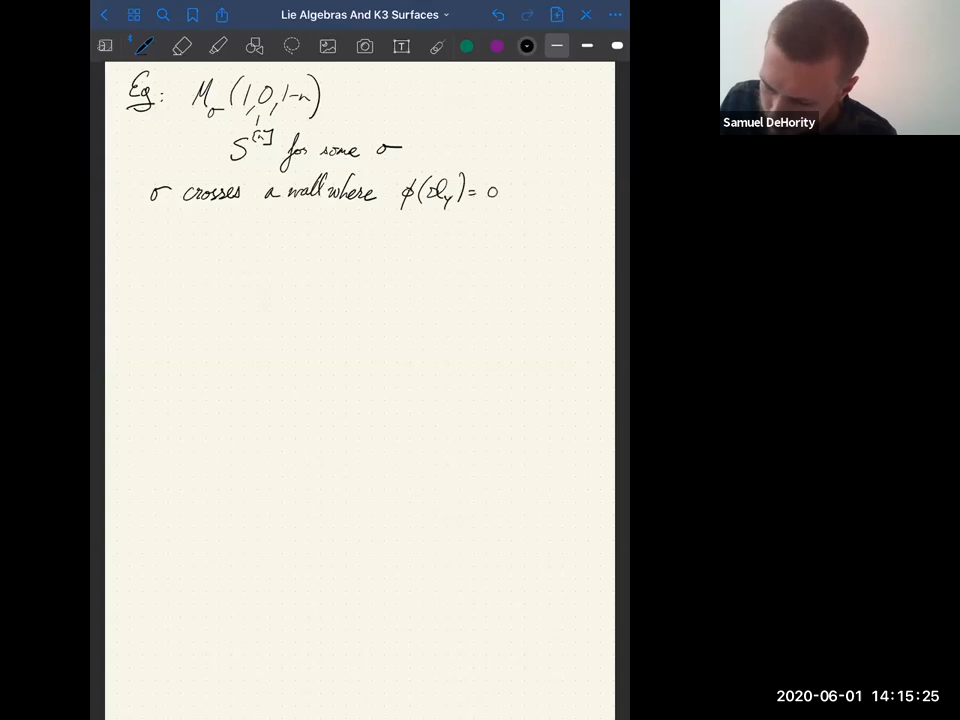 Lie Algebras And K3 Surfaces
Eg: M_σ(1,0,1-n)
S^[n] for some σ
σ crosses a wall where ϕ( ) = 0
Samuel DeHority
2020-06-01 14:15:25